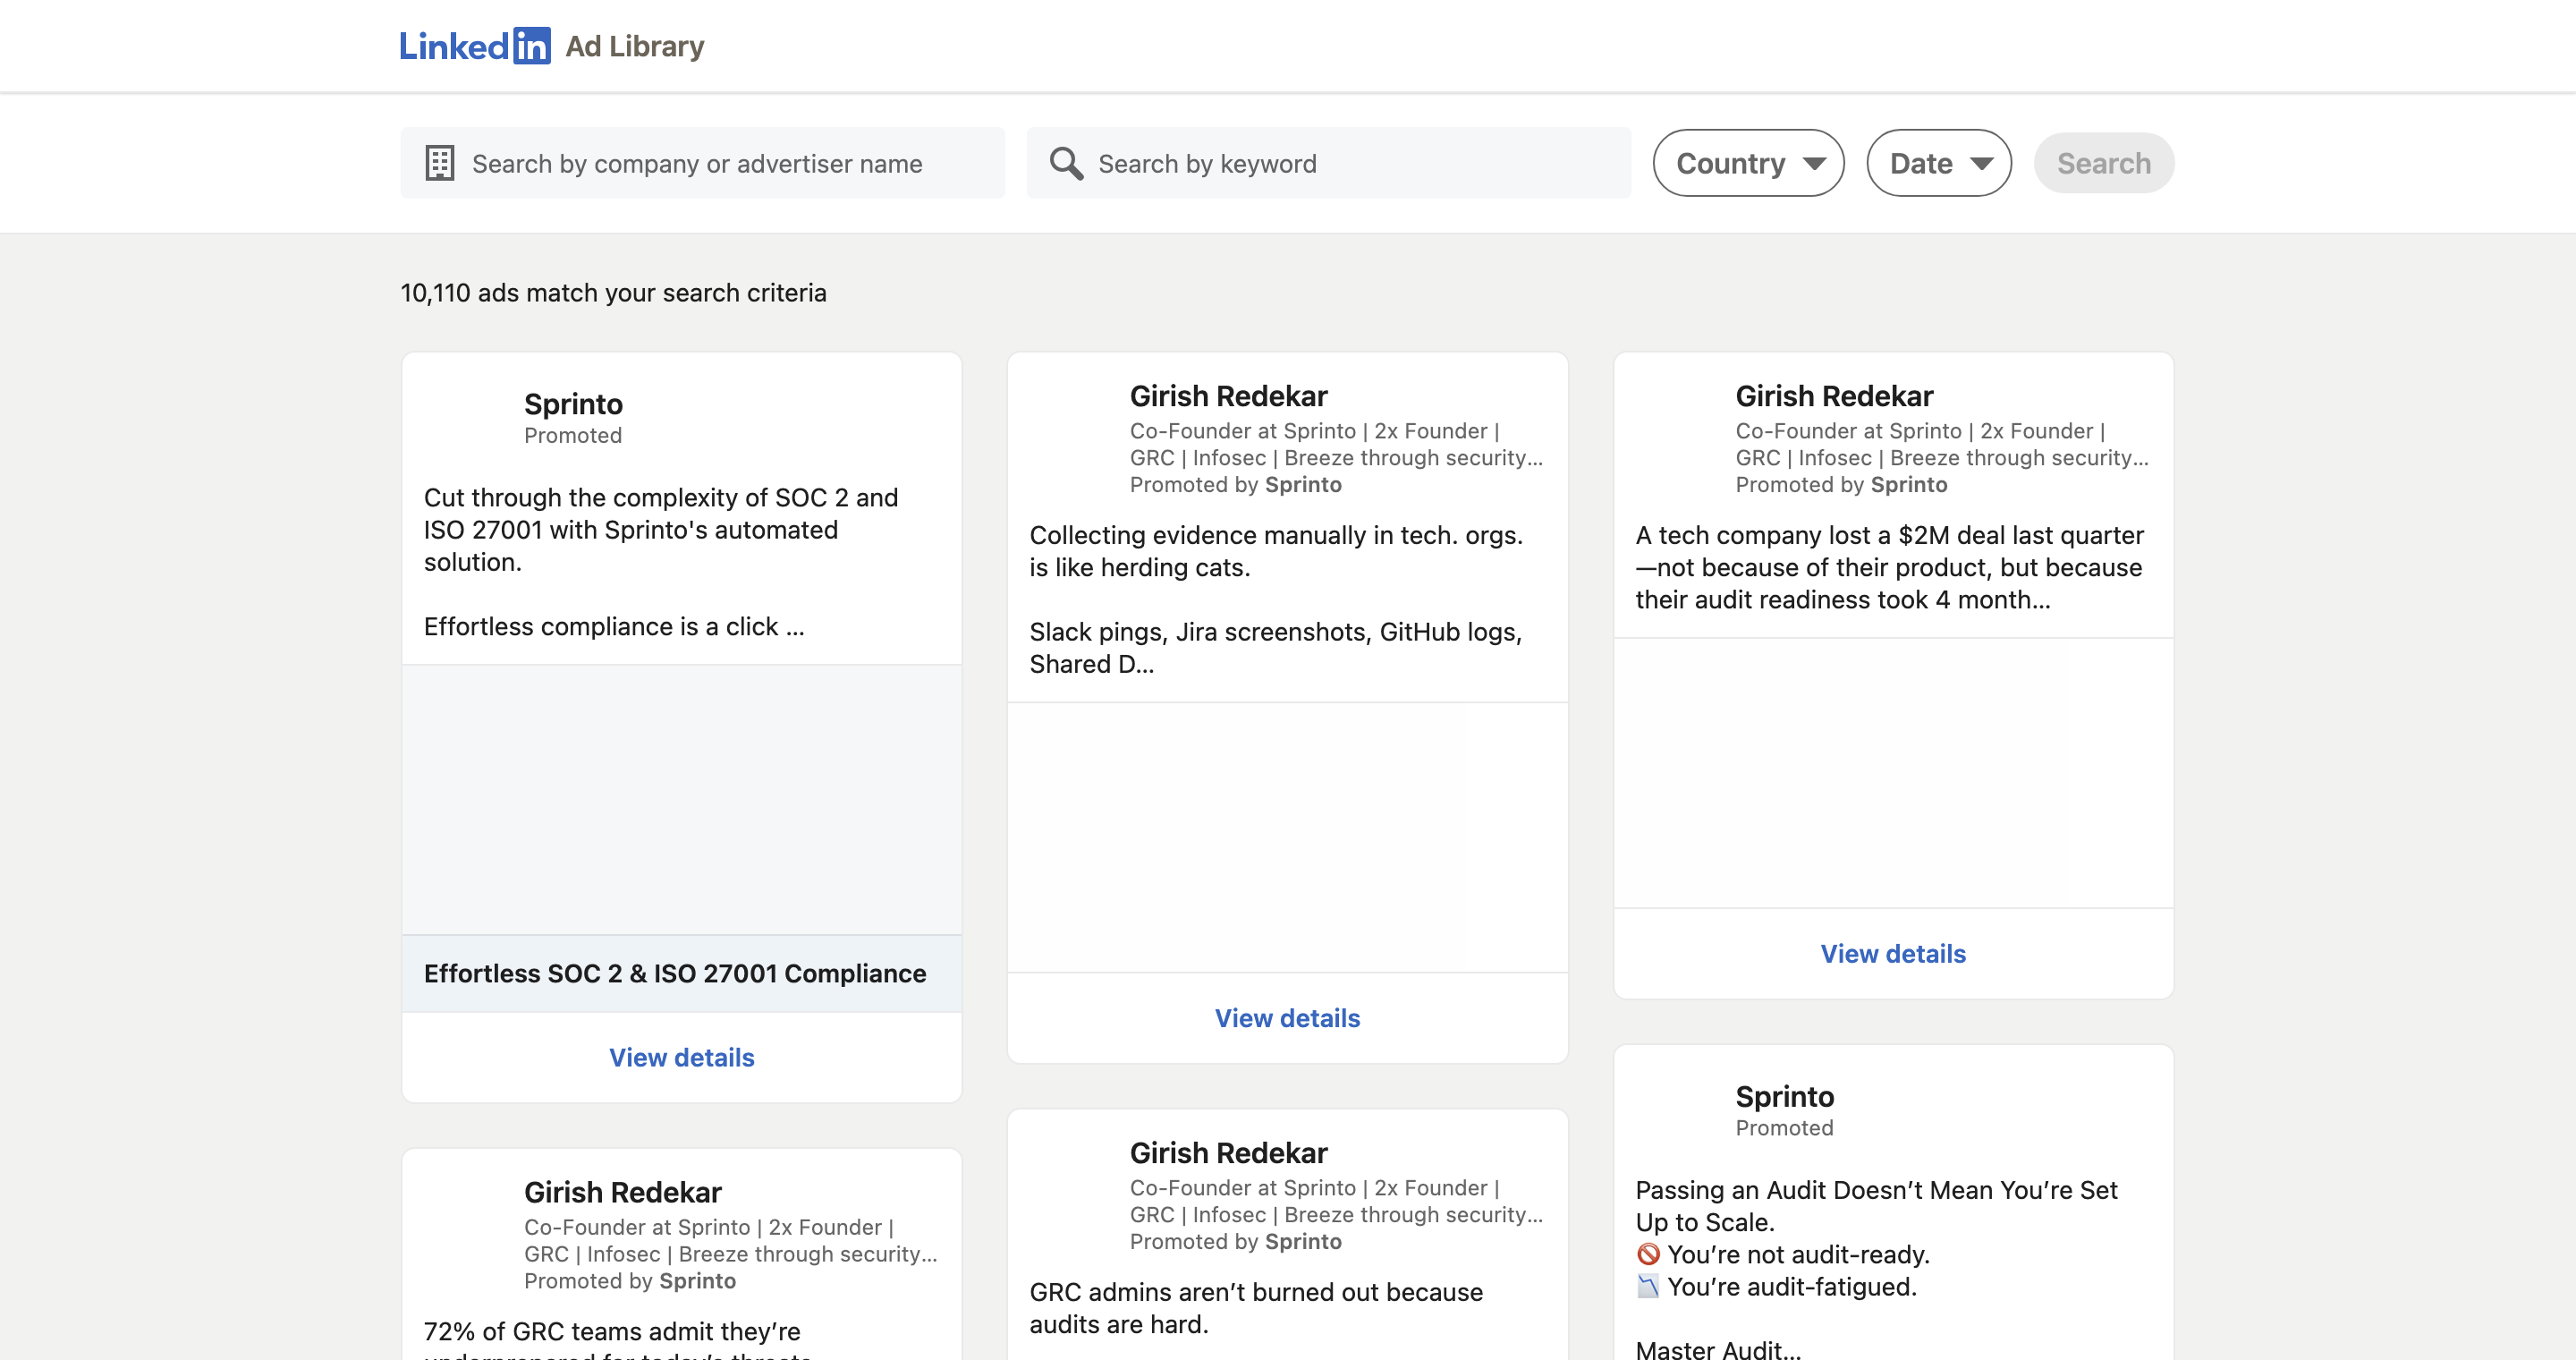 LinkedIn Ad Library
Search by company or advertiser name
Search by keyword
Country
Date
Search
10,110 ads match your search criteria
Sprinto
Promoted
Cut through the complexity of SOC 2 and
ISO 27001 with Sprinto's automated
solution.
Effortless compliance is a click ...
Effortless SOC 2 & ISO 27001 Compliance
View details
Girish Redekar
Co-Founder at Sprinto | 2x Founder |
GRC | Infosec | Breeze through security...
Promoted by Sprinto
72% of GRC teams admit they’re
underprepared for today’s threats
Girish Redekar
Co-Founder at Sprinto | 2x Founder |
GRC | Infosec | Breeze through security...
Promoted by Sprinto
Collecting evidence manually in tech. orgs.
is like herding cats.
Slack pings, Jira screenshots, GitHub logs,
Shared D...
View details
Girish Redekar
Co-Founder at Sprinto | 2x Founder |
GRC | Infosec | Breeze through security...
Promoted by Sprinto
GRC admins aren’t burned out because
audits are hard.
Girish Redekar
Co-Founder at Sprinto | 2x Founder |
GRC | Infosec | Breeze through security...
Promoted by Sprinto
A tech company lost a $2M deal last quarter
—not because of their product, but because
their audit readiness took 4 month...
View details
Sprinto
Promoted
Passing an Audit Doesn’t Mean You’re Set
Up to Scale.
🚫 You’re not audit-ready.
📉 You’re audit-fatigued.
Master Audit...